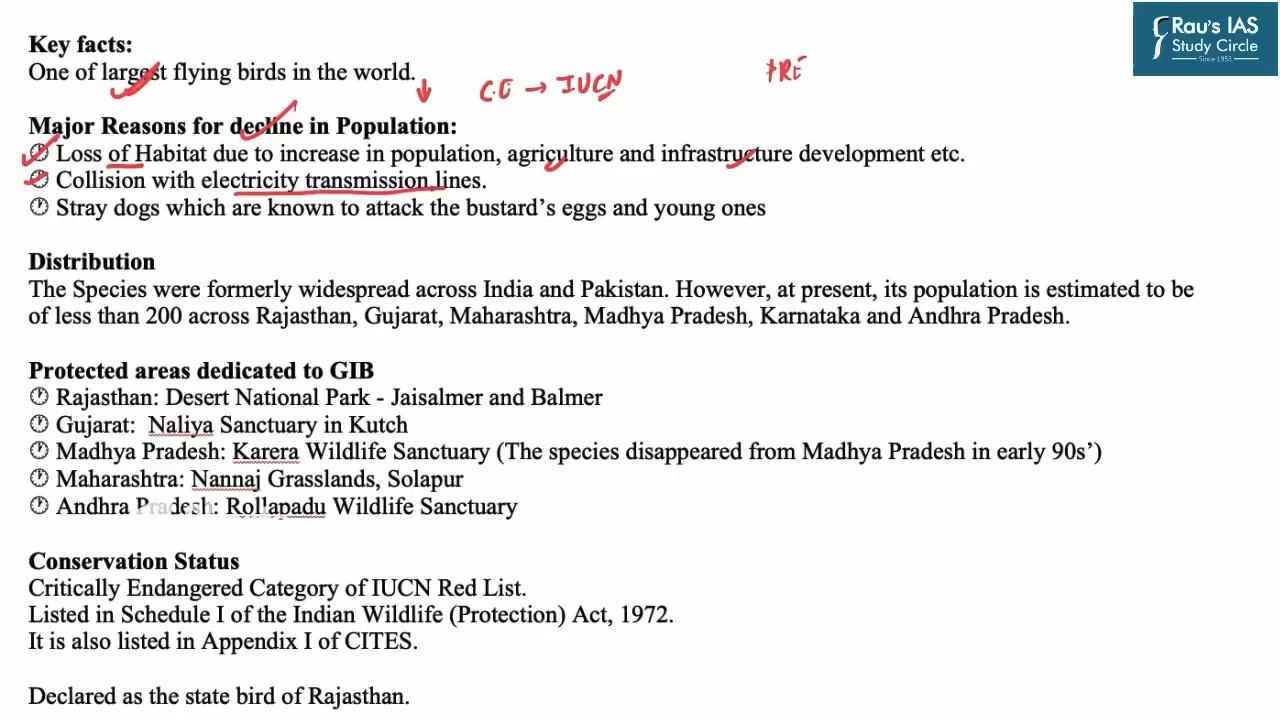 Rau's IAS
Study Circle
Since 1953
Key facts:
One of largest flying birds in the world.
C.E → IUCN
PRE
Major Reasons for decline in Population:
Loss of Habitat due to increase in population, agriculture and infrastructure development etc.
Collision with electricity transmission lines.
Stray dogs which are known to attack the bustard's eggs and young ones
Distribution
The Species were formerly widespread across India and Pakistan. However, at present, its population is estimated to be
of less than 200 across Rajasthan, Gujarat, Maharashtra, Madhya Pradesh, Karnataka and Andhra Pradesh.
Protected areas dedicated to GIB
Rajasthan: Desert National Park - Jaisalmer and Balmer
Gujarat: Naliya Sanctuary in Kutch
Madhya Pradesh: Karera Wildlife Sanctuary (The species disappeared from Madhya Pradesh in early 90s')
Maharashtra: Nannaj Grasslands, Solapur
Andhra Pradesh: Rollapadu Wildlife Sanctuary
Conservation Status
Critically Endangered Category of IUCN Red List.
Listed in Schedule I of the Indian Wildlife (Protection) Act, 1972.
It is also listed in Appendix I of CITES.
Declared as the state bird of Rajasthan.